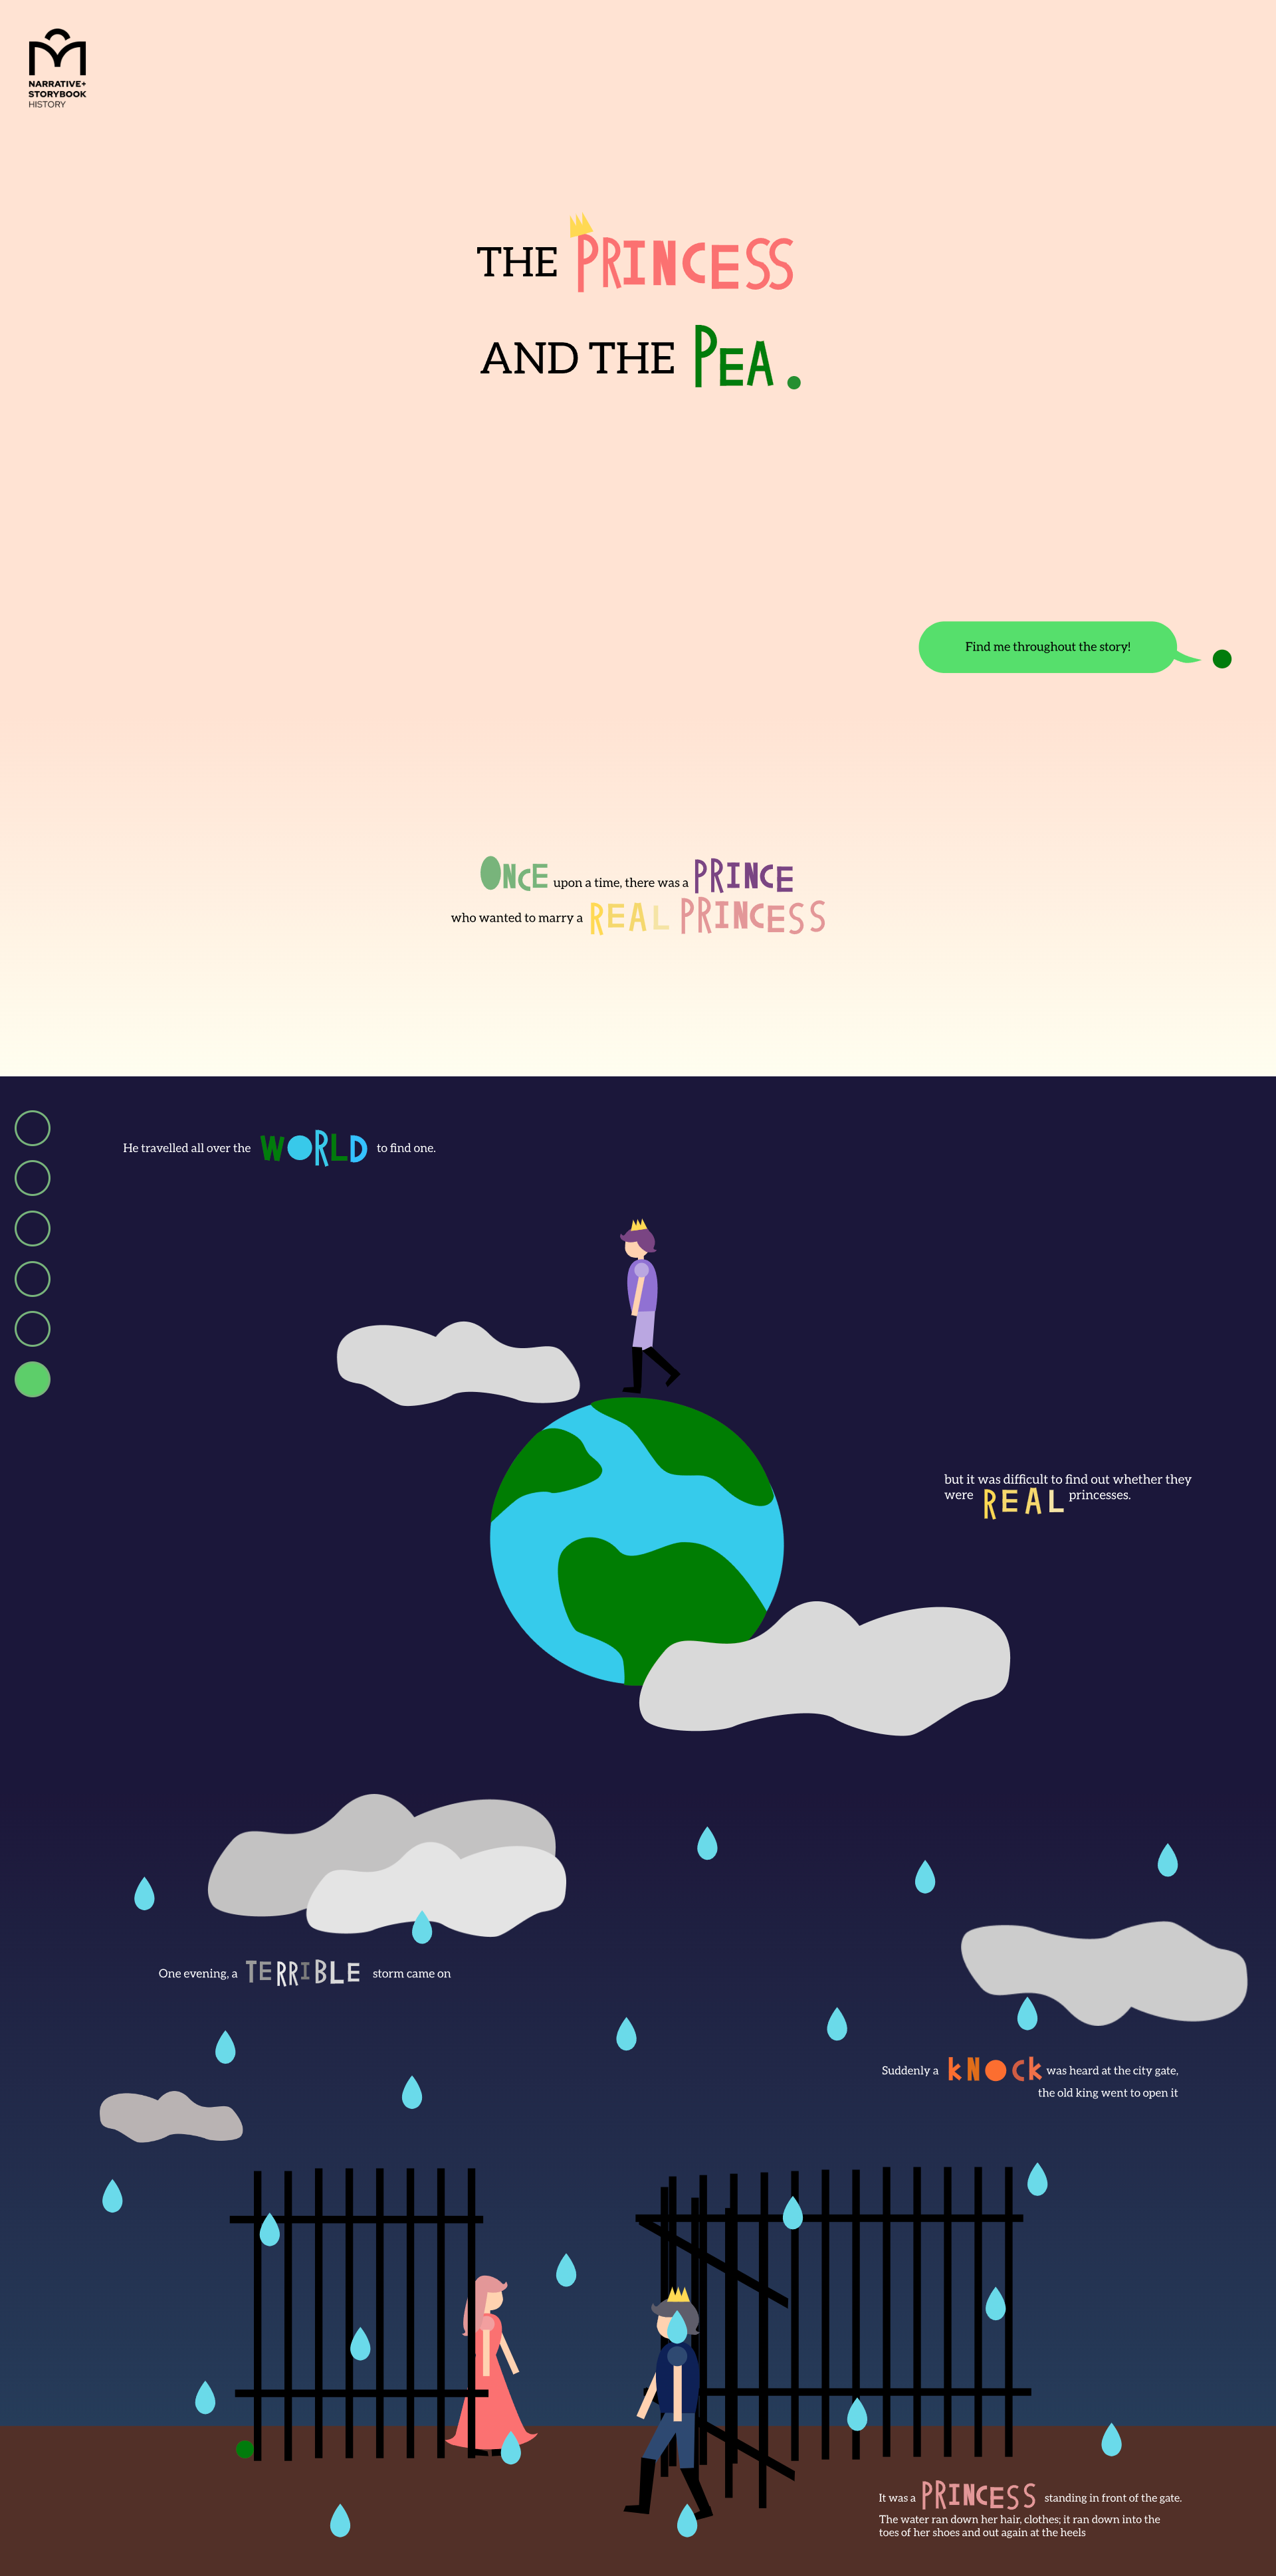 NARRATIVE+
STORYBOOK
HISTORY
THE PRINCESS
AND THE PEA.
Find me throughout the story!
ONCE upon a time, there was a PRINCE
who wanted to marry a REAL PRINCESS
He travelled all over the WORLD to find one.
but it was difficult to find out whether they
were REAL princesses.
One evening, a TERRIBLE storm came on
Suddenly a kNOCk was heard at the city gate,
the old king went to open it
It was a PRINCESS standing in front of the gate.
The water ran down her hair, clothes; it ran down into the
toes of her shoes and out again at the heels